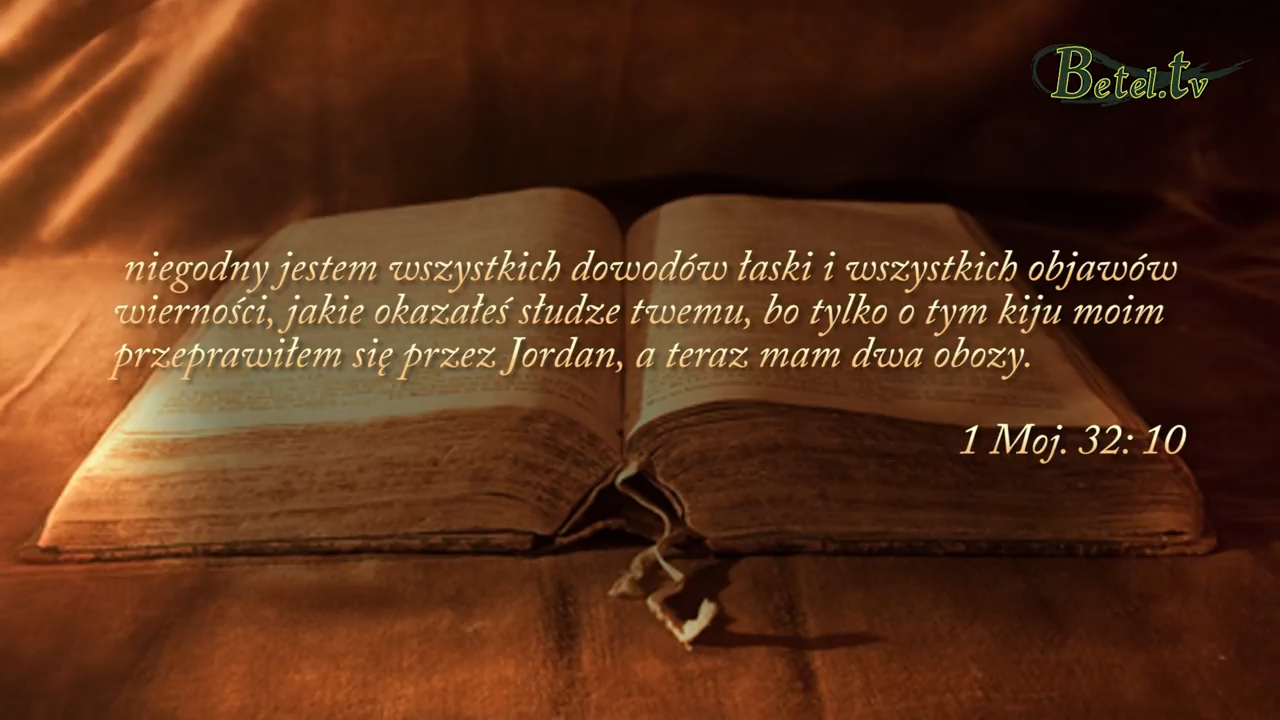 Betel.tv
niegodny jestem wszystkich dowodów łaski i wszystkich objawów
wierności, jakie okazałeś słudze twemu, bo tylko o tym kiju moim
przeprawiłem się przez Jordan, a teraz mam dwa obozy.
1 Moj. 32: 10